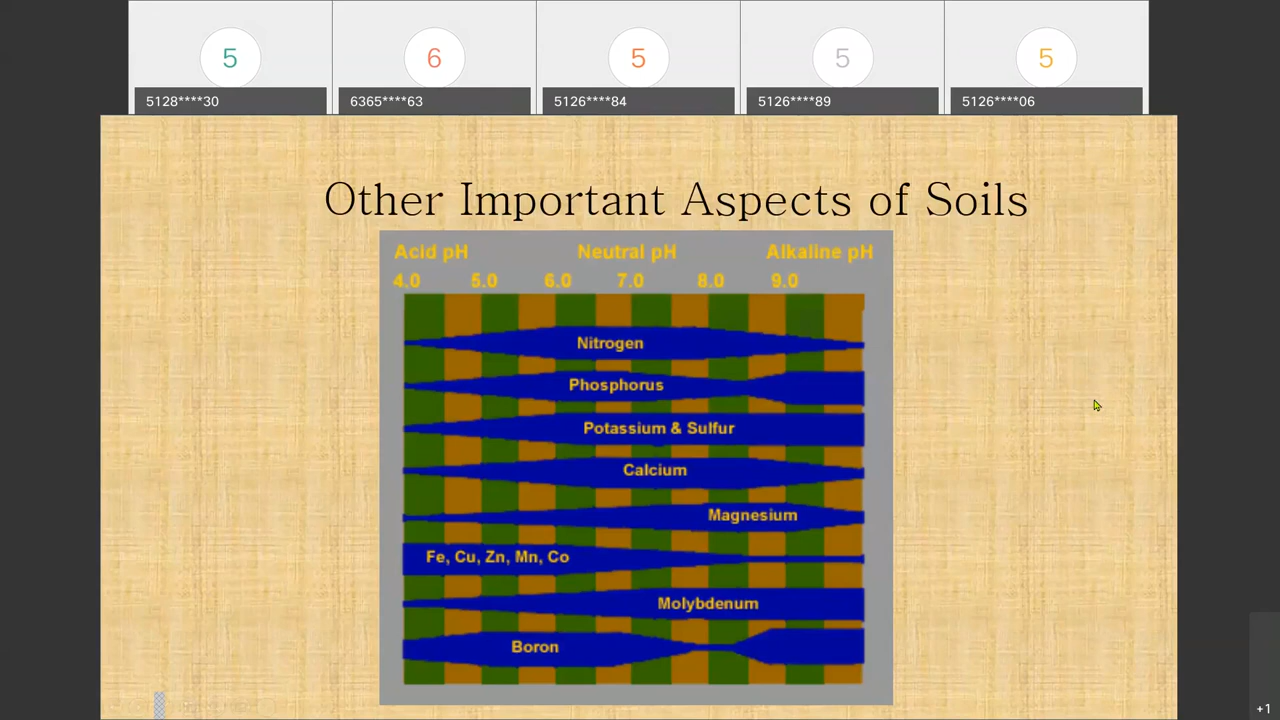 5 6 5 5 5
5128****30 6365****63 5126****84 5126****89 5126****06
Other Important Aspects of Soils
Acid pH Neutral pH Alkaline pH
4.0 5.0 6.0 7.0 8.0 9.0
Nitrogen
Phosphorus
Potassium & Sulfur
Calcium
Magnesium
Fe, Cu, Zn, Mn, Co
Molybdenum
Boron
+1